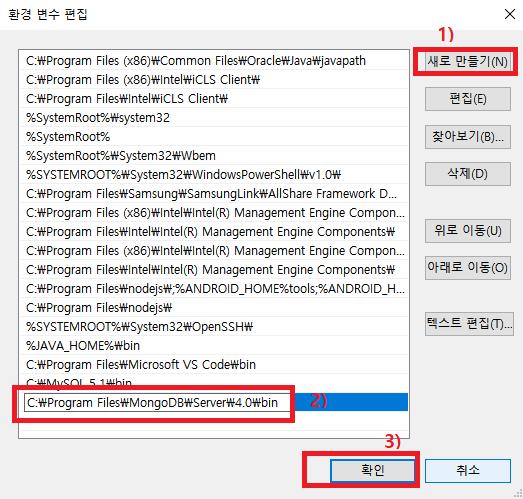 환경 변수 편집
1)
C:₩Program Files (x86)₩Common Files₩Oracle₩Java₩javapath
새로 만들기(N)
C:₩Program Files (x86)₩Intel₩iCLS Client₩
C:₩Program Files₩Intel₩iCLS Client₩
편집(E)
%SystemRoot%₩system32
%SystemRoot%
찾아보기(B)...
%SystemRoot%₩System32₩Wbem
%SYSTEMROOT%₩System32₩WindowsPowerShell₩v1.0₩
삭제(D)
C:₩Program Files₩Samsung₩SamsungLink₩AllShare Framework D...
C:₩Program Files (x86)₩Intel₩Intel(R) Management Engine Compon...
C:₩Program Files₩Intel₩Intel(R) Management Engine Components₩
위로 이동(U)
C:₩Program Files (x86)₩Intel₩Intel(R) Management Engine Compon...
C:₩Program Files₩Intel₩Intel(R) Management Engine Components₩
아래로 이동(O)
C:₩Program Files₩nodejs₩;%ANDROID_HOME%tools;%ANDROID_H...
C:₩Program Files₩nodejs₩
%SYSTEMROOT%₩System32₩OpenSSH₩
텍스트 편집(T)...
%JAVA_HOME%₩bin
C:₩Program Files₩Microsoft VS Code₩bin
C:₩MySQL 5.1₩bin
C:₩Program Files₩MongoDB₩Server₩4.0₩bin
2)
3)
확인
취소